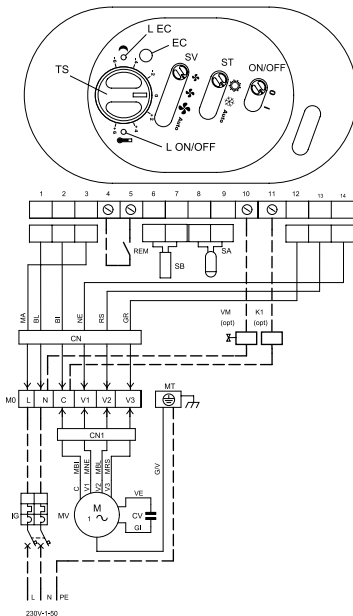 L EC
EC
SV
ST
ON/OFF
TS
Auto
Auto
0
I
L ON/OFF
1 2 3 4 5 6 7 8 9 10 11 12 13 14
REM
SB
SA
MA
BL
BI
NE
RS
GR
VM
(opt)
K1
(opt)
CN
M0 L N C V1 V2 V3
MT
CN1
MBI
MNE
MBL
MRS
C
V1
V2
V3
G/V
IG
MV
M
1 ~
VE
CV
GI
L N PE
230V-1-50